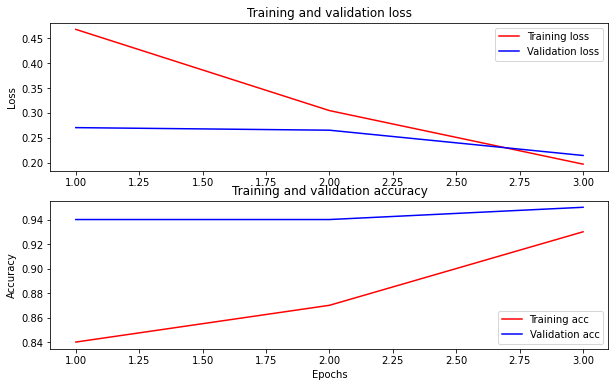 Training and validation loss
Loss
0.45
0.40
0.35
0.30
0.25
0.20
Training loss
Validation loss
1.00 1.25 1.50 1.75 2.00 2.25 2.50 2.75 3.00
Training and validation accuracy
Accuracy
0.94
0.92
0.90
0.88
0.86
0.84
Training acc
Validation acc
1.00 1.25 1.50 1.75 2.00 2.25 2.50 2.75 3.00
Epochs